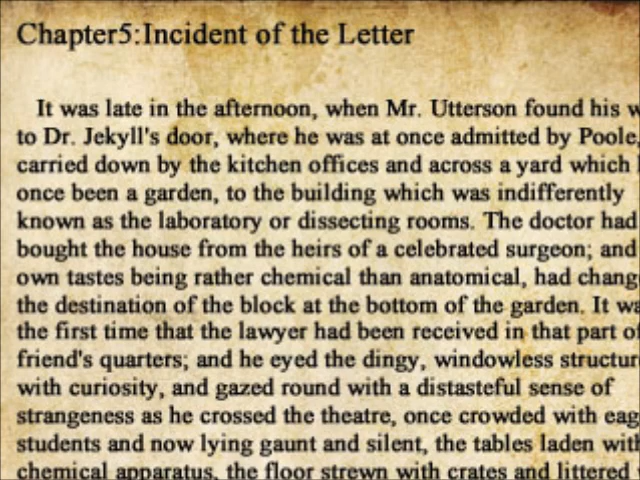 Chapter5:Incident of the Letter
It was late in the afternoon, when Mr. Utterson found his
to Dr. Jekyll's door, where he was at once admitted by Poole,
carried down by the kitchen offices and across a yard which
once been a garden, to the building which was indifferently
known as the laboratory or dissecting rooms. The doctor had
bought the house from the heirs of a celebrated surgeon; and
own tastes being rather chemical than anatomical, had chang
the destination of the block at the bottom of the garden. It wa
the first time that the lawyer had been received in that part of
friend's quarters; and he eyed the dingy, windowless structur
with curiosity, and gazed round with a distasteful sense of
strangeness as he crossed the theatre, once crowded with eag
students and now lying gaunt and silent, the tables laden with
chemical apparatus, the floor strewn with crates and littered